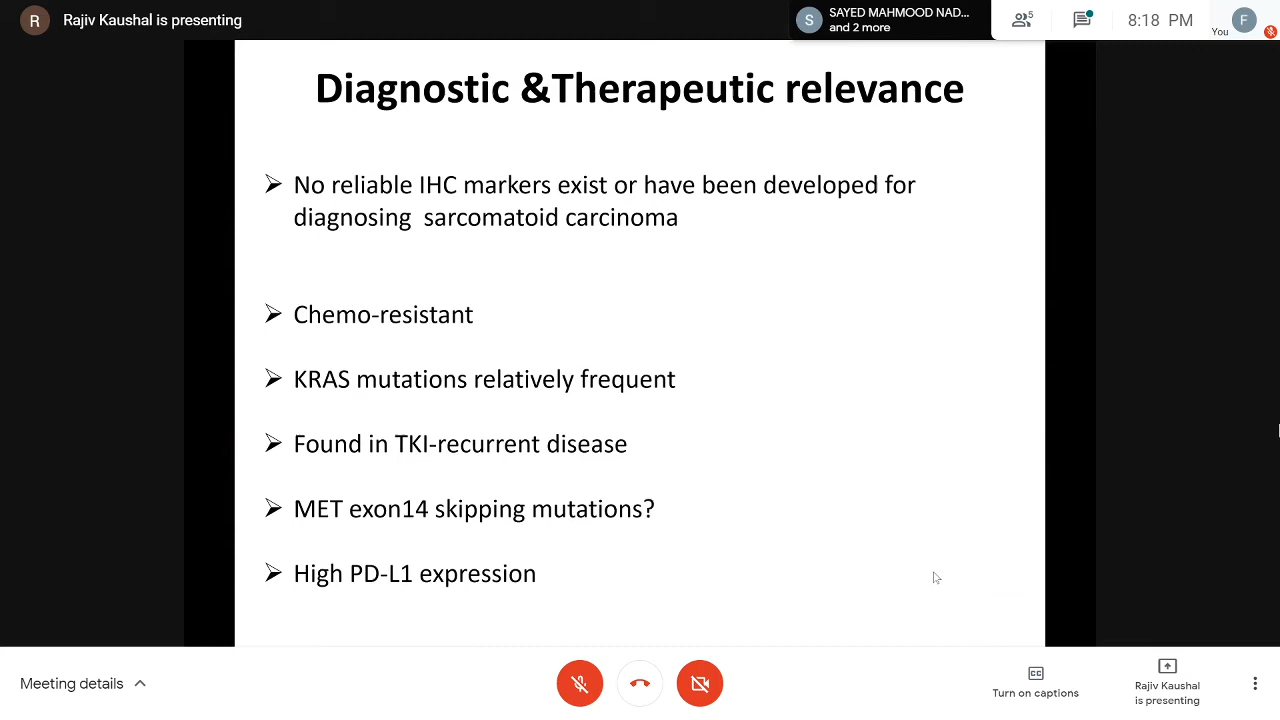 R Rajiv Kaushal is presenting
S SAYED MAHMOOD NAD...
and 2 more
5
8:18 PM
You
F
Diagnostic &Therapeutic relevance
➢ No reliable IHC markers exist or have been developed for
diagnosing sarcomatoid carcinoma
➢ Chemo-resistant
➢ KRAS mutations relatively frequent
➢ Found in TKI-recurrent disease
➢ MET exon14 skipping mutations?
➢ High PD-L1 expression
Meeting details
CC
Turn on captions
Rajiv Kaushal
is presenting